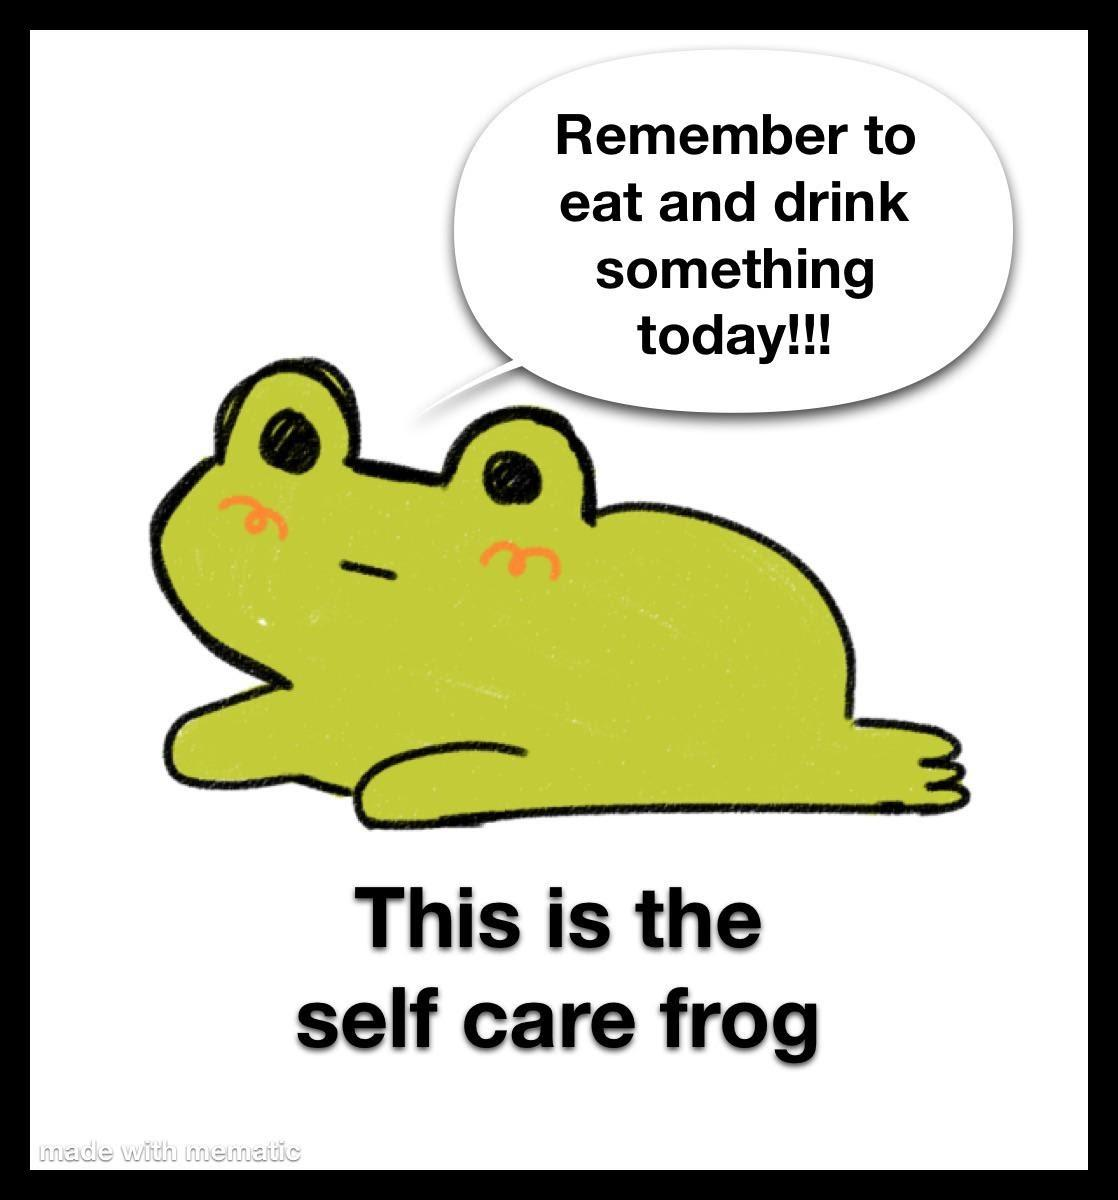 Remember to
eat and drink
something
today!!!
This is the
self care frog
made with mematic